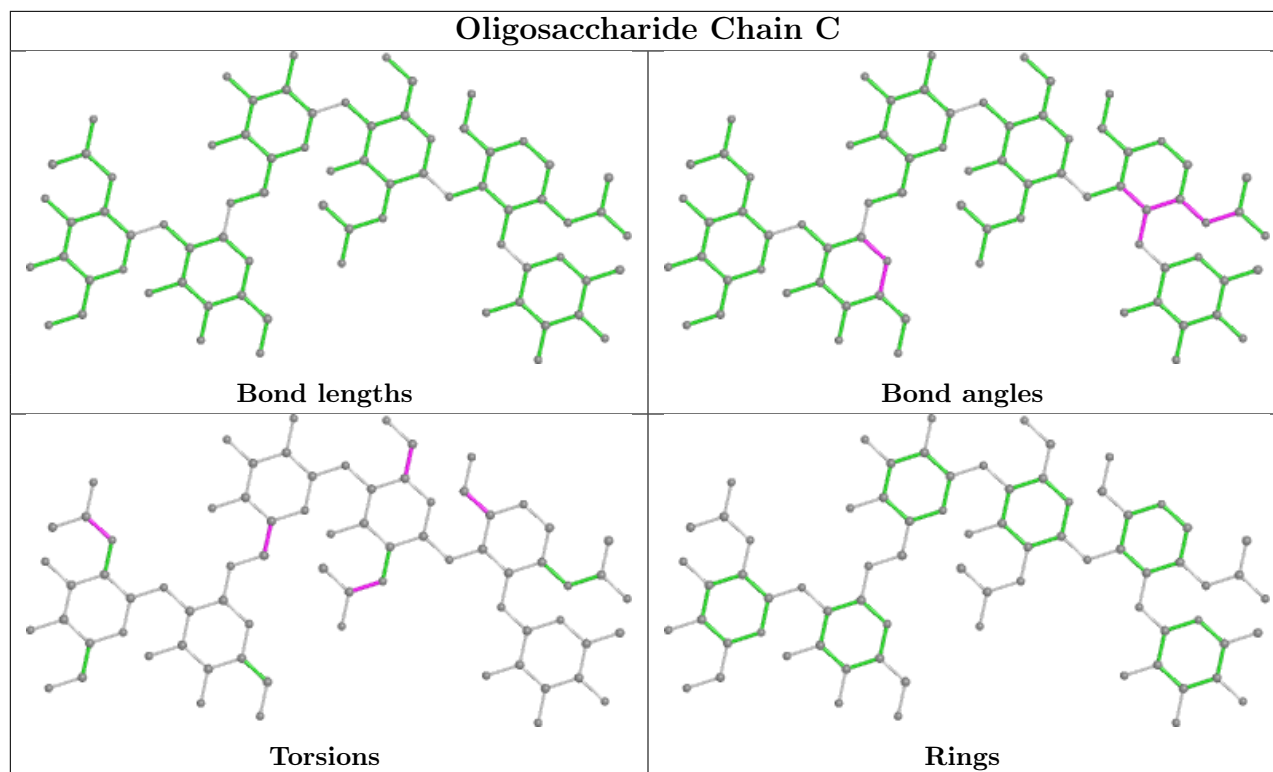 Oligosaccharide Chain C
Bond lengths
Bond angles
Torsions
Rings